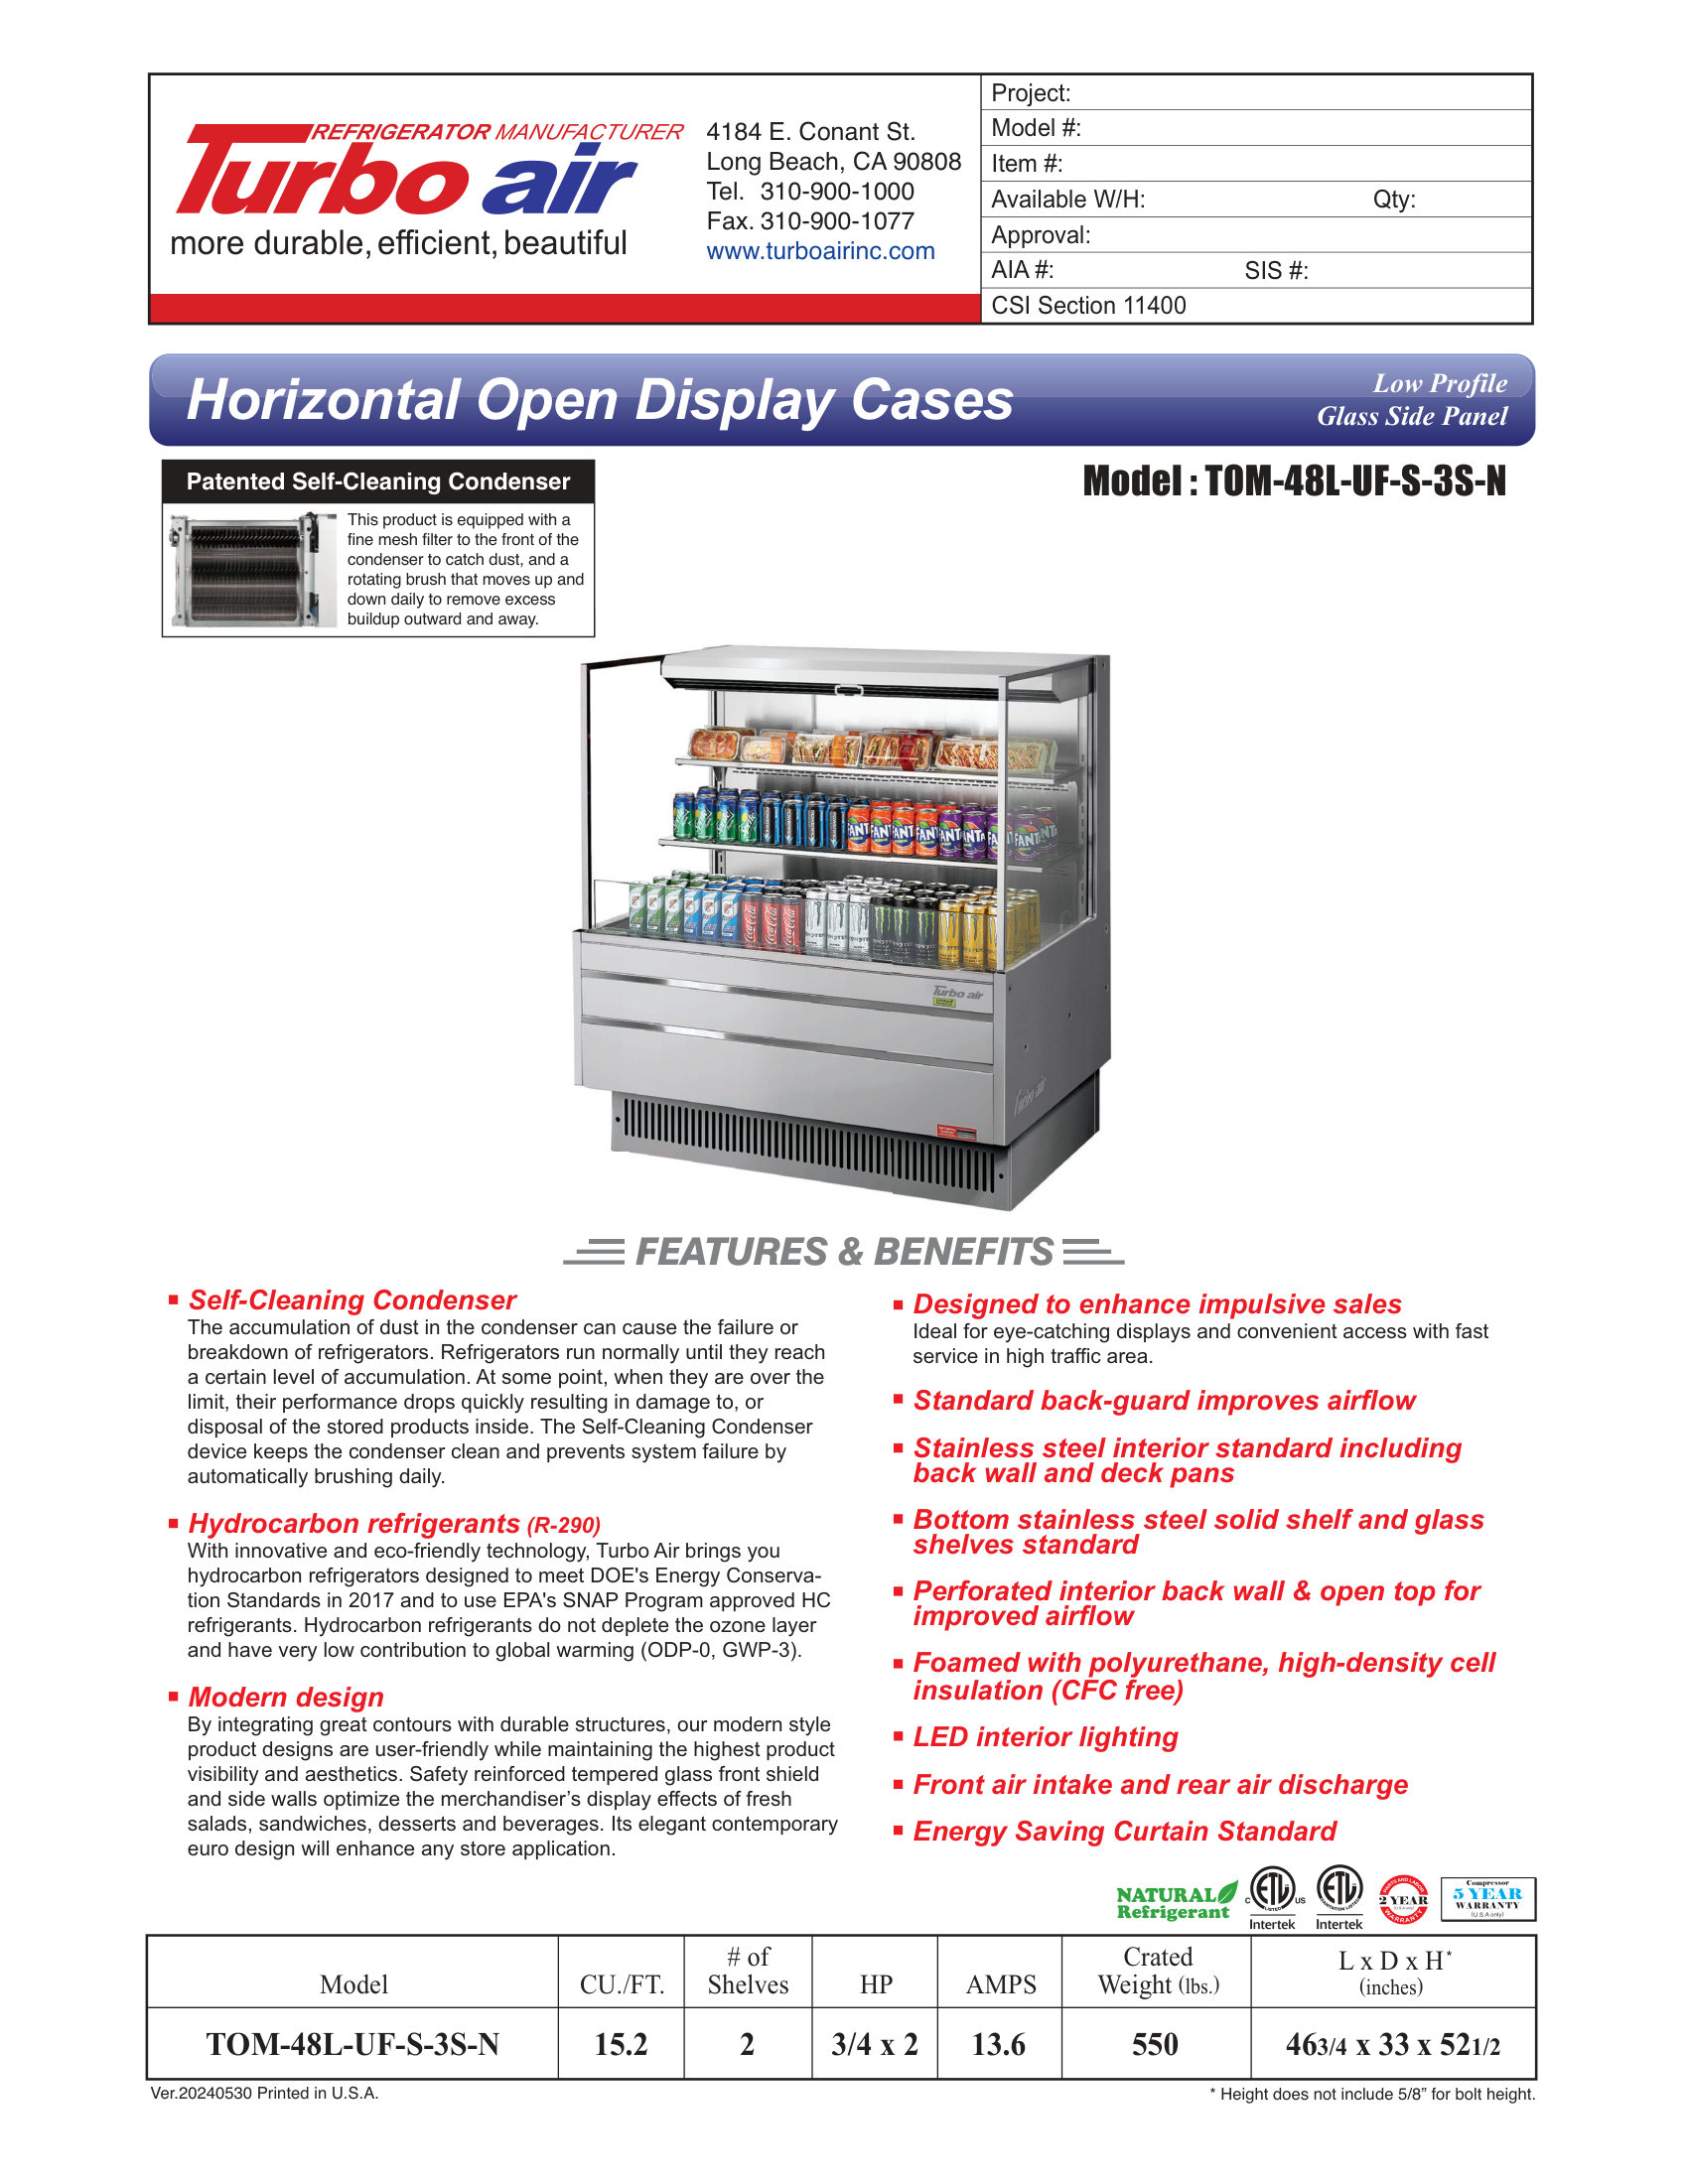 REFRIGERATOR MANUFACTURER
Turbo air
more durable, efficient, beautiful
4184 E. Conant St.
Long Beach, CA 90808
Tel. 310-900-1000
Fax. 310-900-1077
www.turboairinc.com
Project:
Model #:
Item #:
Available W/H: Qty:
Approval:
AIA #: SIS #:
CSI Section 11400
Horizontal Open Display Cases
Low Profile
Glass Side Panel
Patented Self-Cleaning Condenser
This product is equipped with a
fine mesh filter to the front of the
condenser to catch dust, and a
rotating brush that moves up and
down daily to remove excess
buildup outward and away.
Model : TOM-48L-UF-S-3S-N
Turbo air
Turbo air
FEATURES & BENEFITS
Self-Cleaning Condenser
The accumulation of dust in the condenser can cause the failure or
breakdown of refrigerators. Refrigerators run normally until they reach
a certain level of accumulation. At some point, when they are over the
limit, their performance drops quickly resulting in damage to, or
disposal of the stored products inside. The Self-Cleaning Condenser
device keeps the condenser clean and prevents system failure by
automatically brushing daily.
Hydrocarbon refrigerants (R-290)
With innovative and eco-friendly technology, Turbo Air brings you
hydrocarbon refrigerators designed to meet DOE's Energy Conserva-
tion Standards in 2017 and to use EPA's SNAP Program approved HC
refrigerants. Hydrocarbon refrigerants do not deplete the ozone layer
and have very low contribution to global warming (ODP-0, GWP-3).
Modern design
By integrating great contours with durable structures, our modern style
product designs are user-friendly while maintaining the highest product
visibility and aesthetics. Safety reinforced tempered glass front shield
and side walls optimize the merchandiser's display effects of fresh
salads, sandwiches, desserts and beverages. Its elegant contemporary
euro design will enhance any store application.
Designed to enhance impulsive sales
Ideal for eye-catching displays and convenient access with fast
service in high traffic area.
Standard back-guard improves airflow
Stainless steel interior standard including
back wall and deck pans
Bottom stainless steel solid shelf and glass
shelves standard
Perforated interior back wall & open top for
improved airflow
Foamed with polyurethane, high-density cell
insulation (CFC free)
LED interior lighting
Front air intake and rear air discharge
Energy Saving Curtain Standard
NATURAL
Refrigerant
C ETL US
LISTED
Intertek
ETL
SANITATION LISTED
Intertek
PARTS AND LABOR
2 YEAR
(U.S.A only)
WARRANTY
Compressor
5 YEAR
WARRANTY
(U.S.A only)
Model CU./FT. # of Shelves HP AMPS Crated Weight (lbs.) L x D x H* (inches)
TOM-48L-UF-S-3S-N 15.2 2 3/4 x 2 13.6 550 463/4 x 33 x 521/2
Ver.20240530 Printed in U.S.A.
* Height does not include 5/8" for bolt height.